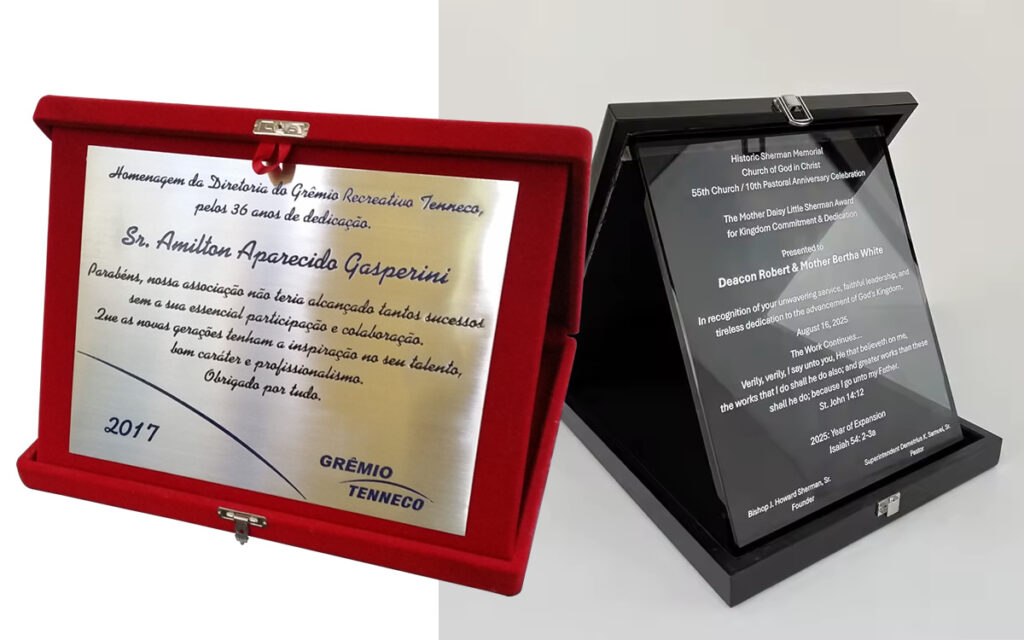 Homenagem da Diretoria do Grêmio Recreativo Tenneco,
pelos 36 anos de dedicação.
Sr. Amilton Aparecido Gasperini
Parabéns, nossa associação não teria alcançado tantos sucessos
sem a sua essencial participação e colaboração.
Que as novas gerações tenham a inspiração no seu talento,
bom caráter e profissionalismo.
Obrigado por tudo.
2017
GRÊMIO
TENNECO
Historic Sherman Memorial
Church of God in Christ
55th Church / 10th Pastoral Anniversary Celebration
The Mother Daisy Little Sherman Award
for Kingdom Commitment & Dedication
Presented to
Deacon Robert & Mother Bertha White
In recognition of your unwavering service, faithful leadership, and
tireless dedication to the advancement of God's Kingdom.
August 16, 2025
The Work Continues...
Verily, verily, I say unto you, He that believeth on me,
the works that I do shall he do also; and greater works than these
shall he do; because I go unto my Father.
St. John 14:12
2025: Year of Expansion
Isaiah 54: 2-3a
Bishop J. Howard Sherman, Sr.
Founder
Superintendent Demetrius K. Samuel, Sr.
Pastor